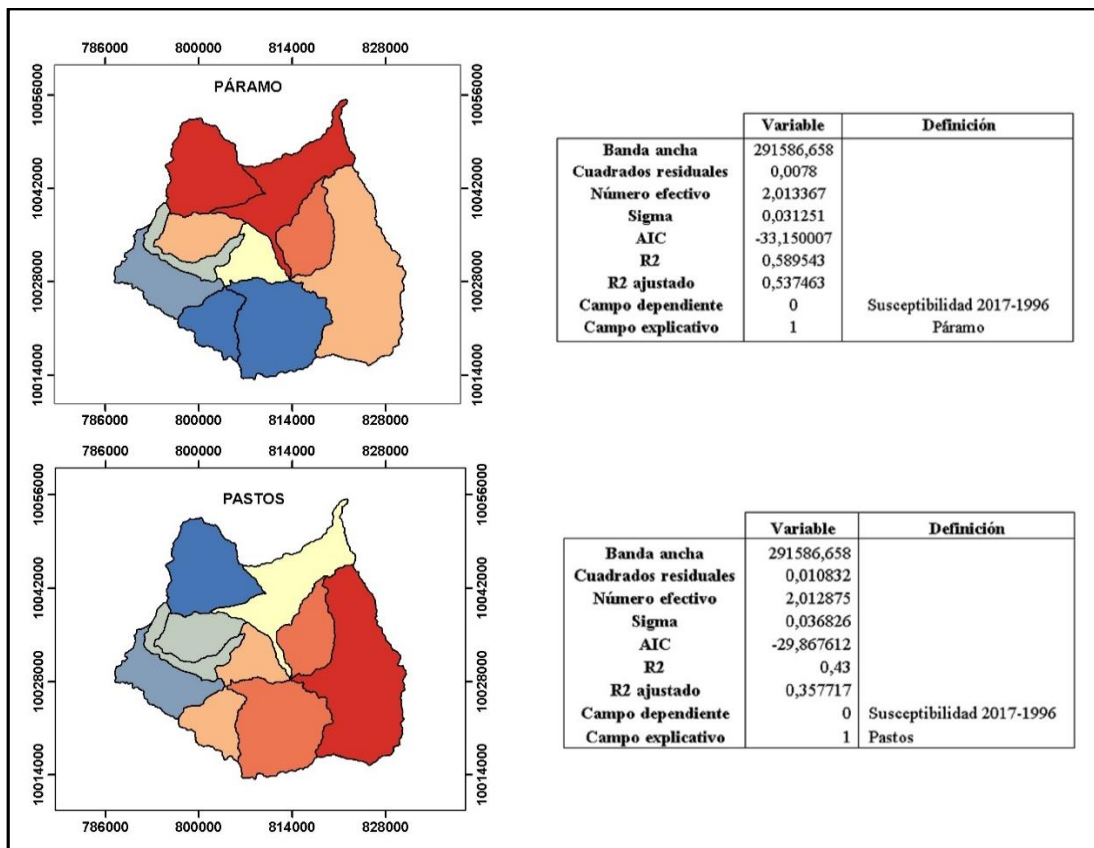 786000 800000 814000 828000
PÁRAMO
10056000
10042000
10028000
10014000
10056000
10042000
10028000
10014000
786000 800000 814000 828000
Variable Definición
Banda ancha 291586,658
Cuadrados residuales 0,0078
Número efectivo 2,013367
Sigma 0,031251
AIC -33,150007
R2 0,589543
R2 ajustado 0,537463
Campo dependiente 0 Susceptibilidad 2017-1996
Campo explicativo 1 Páramo
786000 800000 814000 828000
PASTOS
10056000
10042000
10028000
10014000
10056000
10042000
10028000
10014000
786000 800000 814000 828000
Variable Definición
Banda ancha 291586,658
Cuadrados residuales 0,010832
Número efectivo 2,012875
Sigma 0,036826
AIC -29,867612
R2 0,43
R2 ajustado 0,357717
Campo dependiente 0 Susceptibilidad 2017-1996
Campo explicativo 1 Pastos